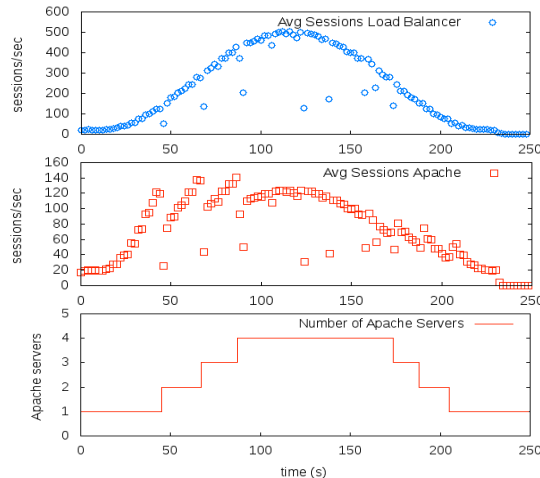 600
500
400
300
200
100
0
sessions/sec
Avg Sessions Load Balancer
0 50 100 150 200 250
160
140
120
100
80
60
40
20
0
sessions/sec
Avg Sessions Apache
0 50 100 150 200 250
5
4
3
2
1
0
Apache servers
Number of Apache Servers
0 50 100 150 200 250
time (s)